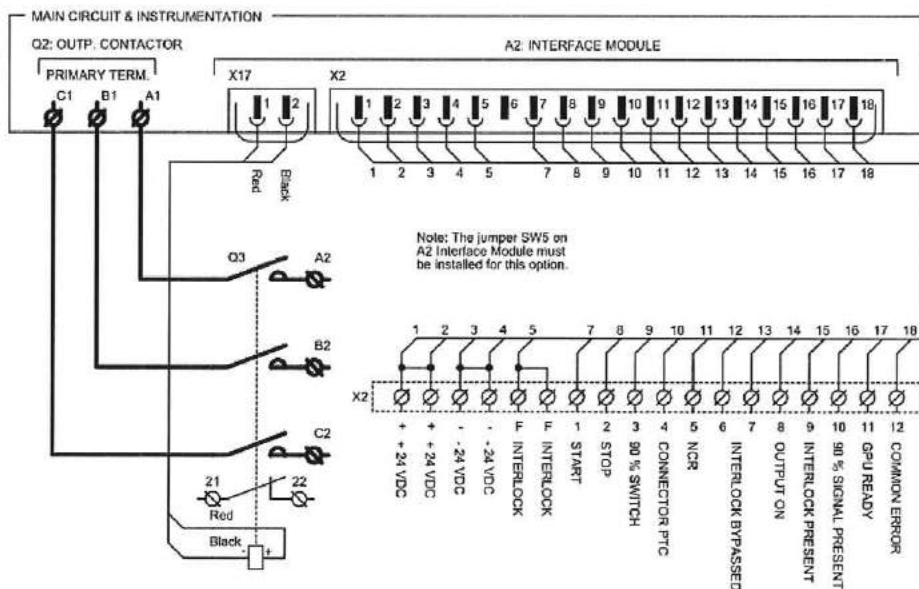 MAIN CIRCUIT & INSTRUMENTATION
Q2: OUTP. CONTACTOR
A2: INTERFACE MODULE
PRIMARY TERM.
X17
X2
C1 B1 A1
1 2
1 2 3 4 5 6 7 8 9 10 11 12 13 14 15 16 17 18
Red
Black
1 2 3 4 5 7 8 9 10 11 12 13 14 15 16 17 18
Note: The jumper SW5 on
A2 Interface Module must
be installed for this option.
Q3
A2
B2
C2
21 22
Red
Black
- +
1 2 3 4 5 7 8 9 10 11 12 13 14 15 16 17 18
X2
+ + - - F F 1 2 3 4 5 6 7 8 9 10 11 12
+ 24 VDC
+ 24 VDC
- 24 VDC
- 24 VDC
INTERLOCK
INTERLOCK
START
STOP
90 % SWITCH
CONNECTOR PTC
NCR
INTERLOCK BYPASSED
OUTPUT ON
INTERLOCK PRESENT
90 % SIGNAL PRESENT
GPU READY
COMMON ERROR